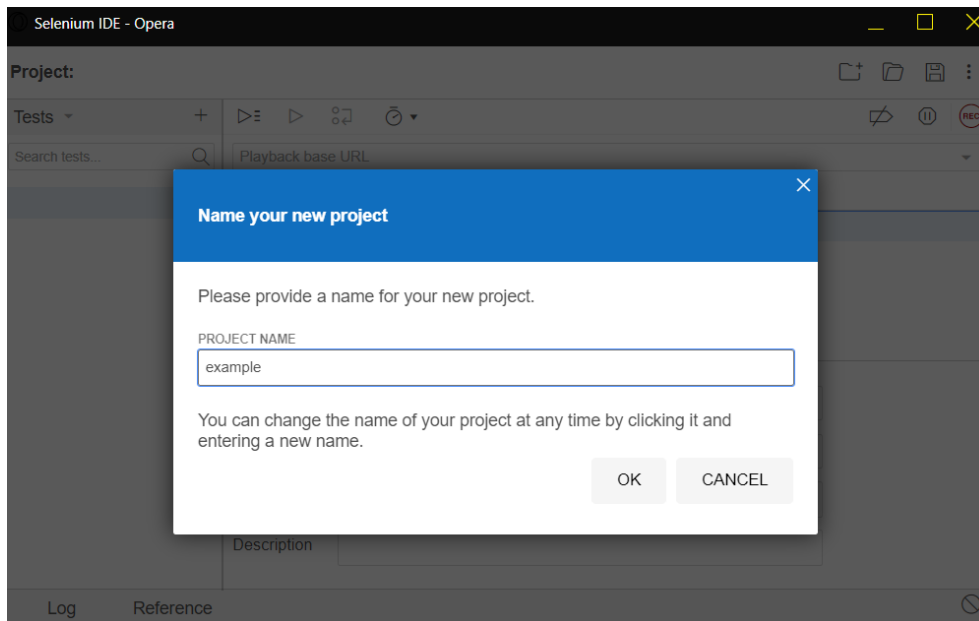 Selenium IDE - Opera
Project:
Tests
Search tests...
Playback base URL
REC
Name your new project
Please provide a name for your new project.
PROJECT NAME
example
You can change the name of your project at any time by clicking it and
entering a new name.
OK
CANCEL
Description
Log
Reference